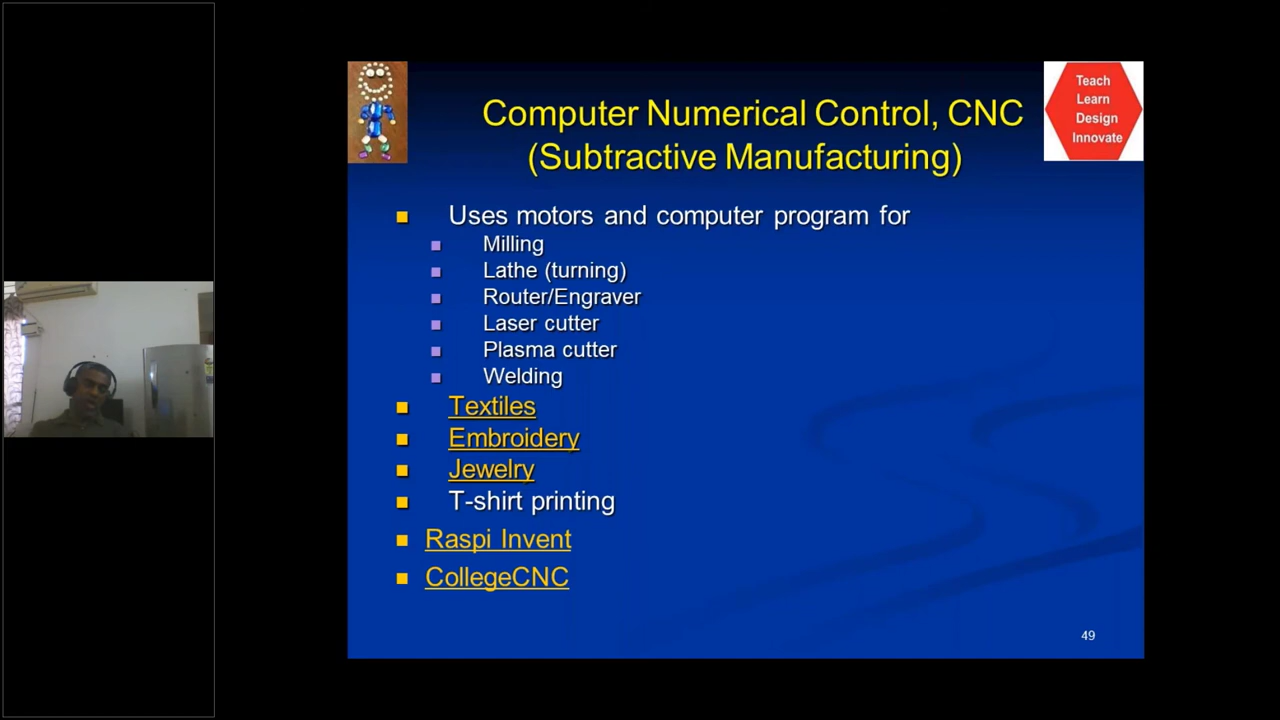 Teach
Learn
Design
Innovate
Computer Numerical Control, CNC
(Subtractive Manufacturing)
Uses motors and computer program for
Milling
Lathe (turning)
Router/Engraver
Laser cutter
Plasma cutter
Welding
Textiles
Embroidery
Jewelry
T-shirt printing
Raspi Invent
CollegeCNC
49